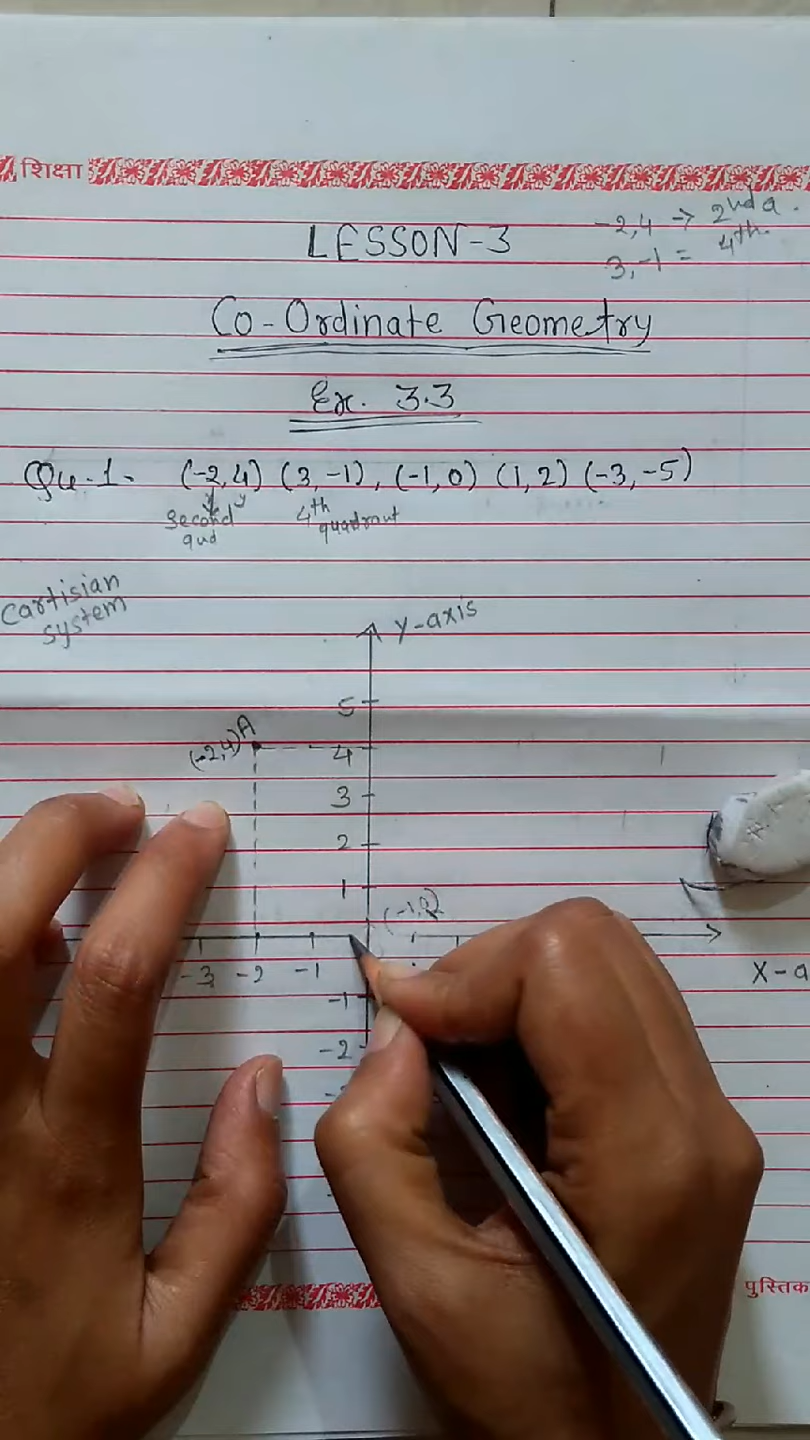 शिक्षा
-2,4 → 2nd q.
3,-1 = 4th.
LESSON-3
Co-Ordinate Geometry
Ex. 3.3
Qu-1- (-2,4) (3,-1), (-1,0) (1,2) (-3,-5)
second y 4th
qud quadrant
Cartisian
system
y-axis
5
A
(-2,4)
4
3
2
1
-3 -2 -1
X-a
-1
-2
पुस्तिक